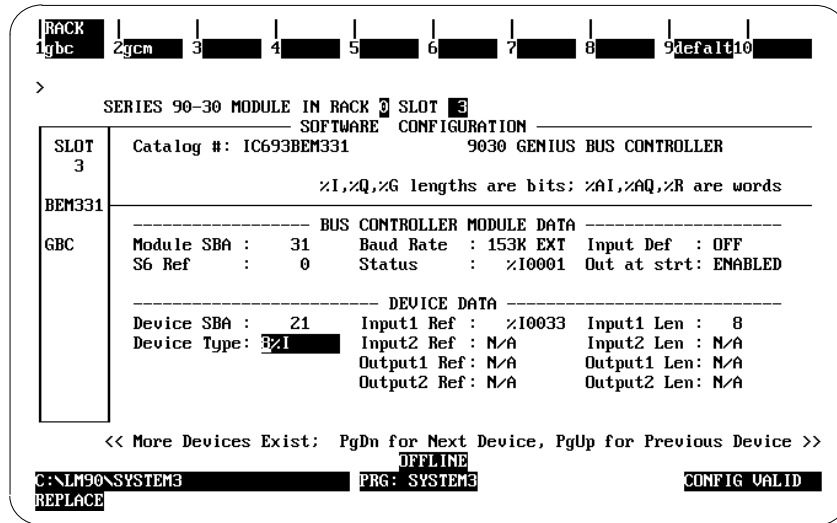 RACK
1gbc 2gcm 3 4 5 6 7 8 9defalt10
>
SERIES 90-30 MODULE IN RACK 0 SLOT 3
SOFTWARE CONFIGURATION
SLOT Catalog #: IC693BEM331 9030 GENIUS BUS CONTROLLER
3
%I,%Q,%G lengths are bits; %AI,%AQ,%R are words
BEM331
BUS CONTROLLER MODULE DATA
GBC Module SBA : 31 Baud Rate : 153K EXT Input Def : OFF
S6 Ref : 0 Status : %I0001 Out at strt: ENABLED
DEVICE DATA
Device SBA : 21 Input1 Ref : %I0033 Input1 Len : 8
Device Type: 8%I Input2 Ref : N/A Input2 Len : N/A
Output1 Ref: N/A Output1 Len: N/A
Output2 Ref: N/A Output2 Len: N/A
<< More Devices Exist; PgDn for Next Device, PgUp for Previous Device >>
OFFLINE
C:\LM90\SYSTEM3 PRG: SYSTEM3 CONFIG VALID
REPLACE